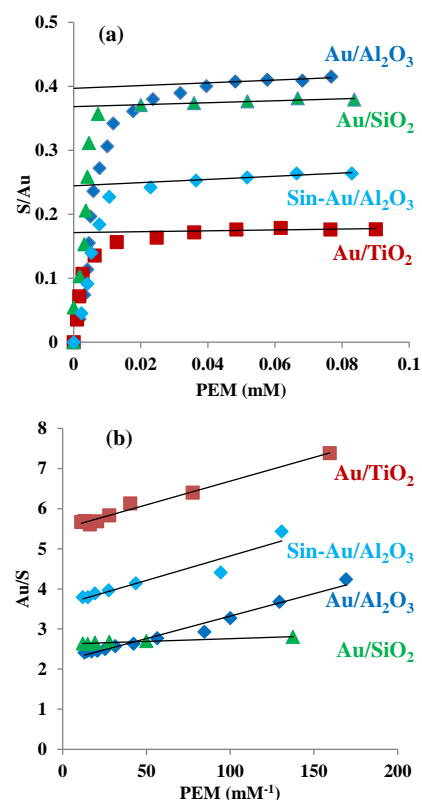 (a)
0.5
0.4
0.3
0.2
0.1
0
S/Au
Au/Al₂O₃
Au/SiO₂
Sin-Au/Al₂O₃
Au/TiO₂
0 0.02 0.04 0.06 0.08 0.1
PEM (mM)
(b)
8
7
6
5
4
3
2
1
0
Au/S
Au/TiO₂
Sin-Au/Al₂O₃
Au/Al₂O₃
Au/SiO₂
0 50 100 150 200
PEM (mM⁻¹)